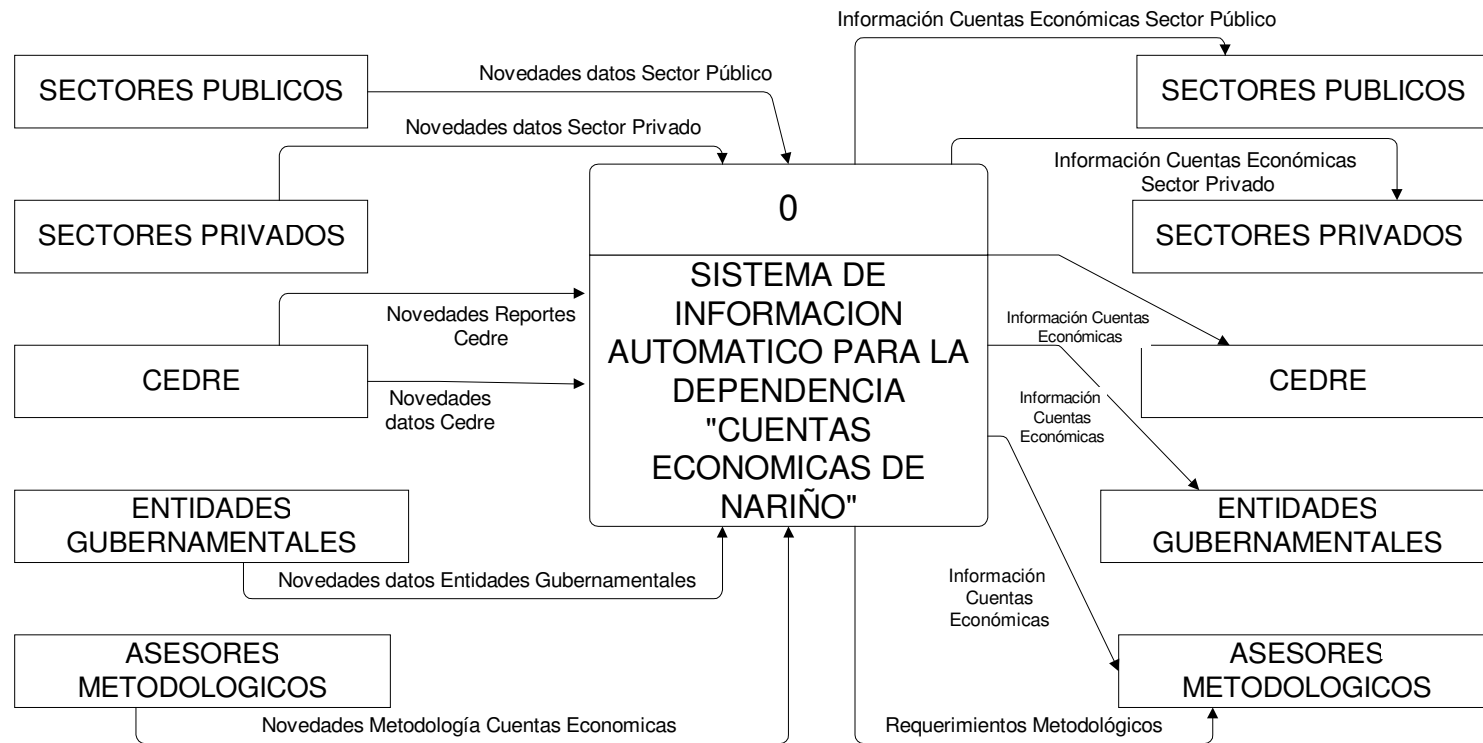 Información Cuentas Económicas Sector Público
SECTORES PUBLICOS
Novedades datos Sector Público
SECTORES PUBLICOS
Novedades datos Sector Privado
Información Cuentas Económicas
Sector Privado
SECTORES PRIVADOS
0
SECTORES PRIVADOS
SISTEMA DE
INFORMACION
AUTOMATICO PARA LA
DEPENDENCIA
"CUENTAS
ECONOMICAS DE
NARIÑO"
Novedades Reportes
Cedre
Información Cuentas
Económicas
CEDRE
Novedades
datos Cedre
CEDRE
Información
Cuentas
Económicas
ENTIDADES
GUBERNAMENTALES
ENTIDADES
GUBERNAMENTALES
Novedades datos Entidades Gubernamentales
Información
Cuentas
Económicas
ASESORES
METODOLOGICOS
ASESORES
METODOLOGICOS
Novedades Metodología Cuentas Economicas
Requerimientos Metodológicos